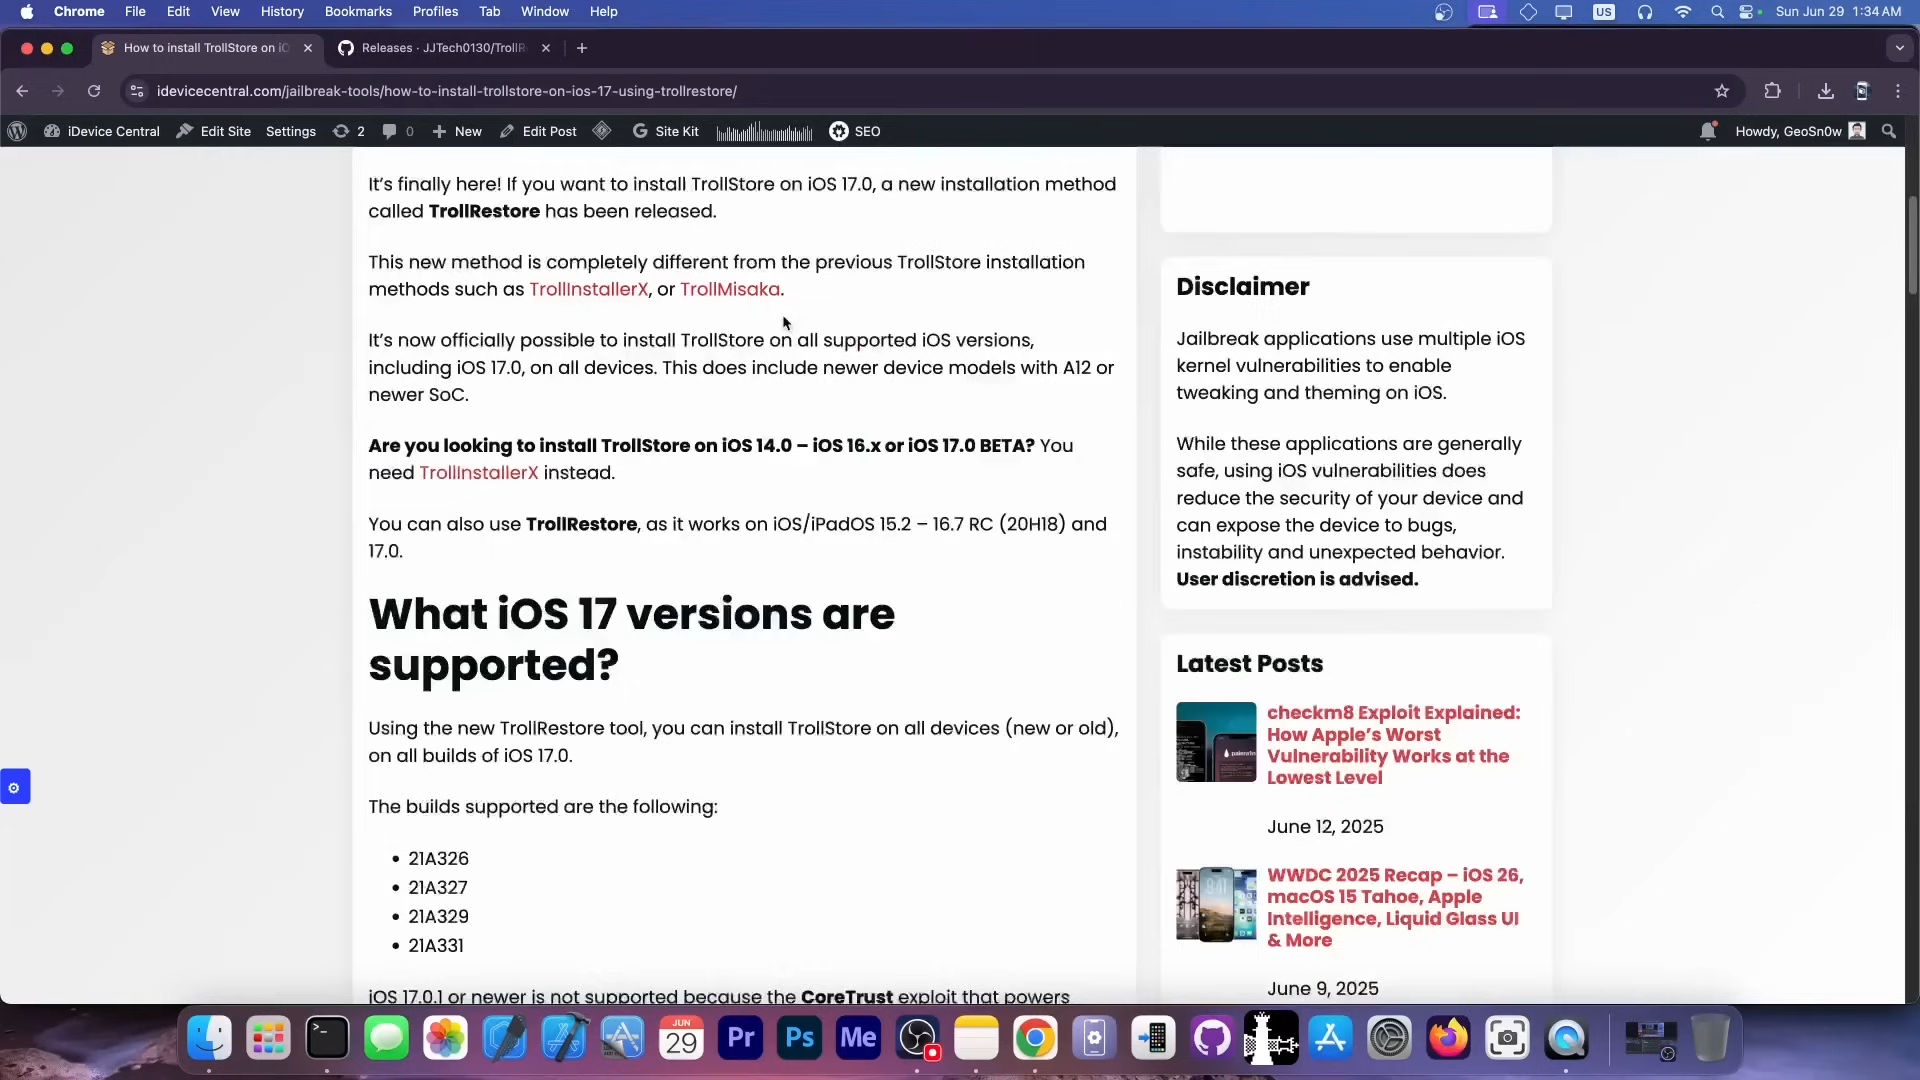 Chrome File Edit View History Bookmarks Profiles Tab Window Help
US Sun Jun 29 1:34 AM
How to install TrollStore on iO
Releases · JJTech0130/TrollR
idevicecentral.com/jailbreak-tools/how-to-install-trollstore-on-ios-17-using-trollrestore/
iDevice Central Edit Site Settings 2 0 New Edit Post Site Kit SEO Howdy, GeoSn0w
It’s finally here! If you want to install TrollStore on iOS 17.0, a new installation method
called TrollRestore has been released.
This new method is completely different from the previous TrollStore installation
methods such as TrollInstallerX, or TrollMisaka.
It’s now officially possible to install TrollStore on all supported iOS versions,
including iOS 17.0, on all devices. This does include newer device models with A12 or
newer SoC.
Are you looking to install TrollStore on iOS 14.0 – iOS 16.x or iOS 17.0 BETA? You
need TrollInstallerX instead.
You can also use TrollRestore, as it works on iOS/iPadOS 15.2 – 16.7 RC (20H18) and
17.0.
What iOS 17 versions are
supported?
Using the new TrollRestore tool, you can install TrollStore on all devices (new or old),
on all builds of iOS 17.0.
The builds supported are the following:
• 21A326
• 21A327
• 21A329
• 21A331
iOS 17.0.1 or newer is not supported because the CoreTrust exploit that powers
Disclaimer
Jailbreak applications use multiple iOS
kernel vulnerabilities to enable
tweaking and theming on iOS.
While these applications are generally
safe, using iOS vulnerabilities does
reduce the security of your device and
can expose the device to bugs,
instability and unexpected behavior.
User discretion is advised.
Latest Posts
checkm8 Exploit Explained:
How Apple’s Worst
Vulnerability Works at the
Lowest Level
June 12, 2025
WWDC 2025 Recap – iOS 26,
macOS 15 Tahoe, Apple
Intelligence, Liquid Glass UI
& More
June 9, 2025
JUN
29
Pr
Ps
Me